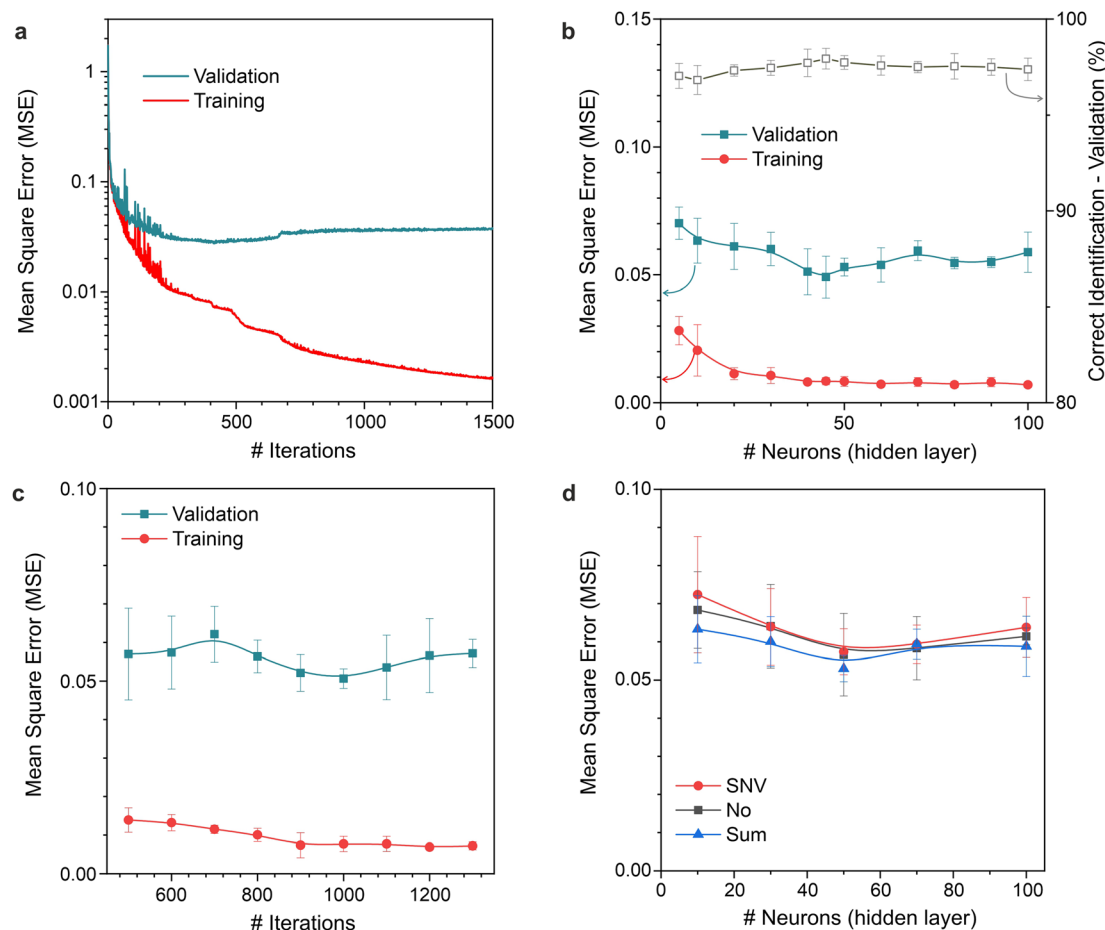 a
Mean Square Error (MSE)
1
0.1
0.01
0.001
Validation
Training
0
500
1000
1500
# Iterations
b
Mean Square Error (MSE)
0.15
0.10
0.05
0.00
Validation
Training
100
90
80
Correct Identification - Validation (%)
0
50
100
# Neurons (hidden layer)
c
Mean Square Error (MSE)
0.10
0.05
0.00
Validation
Training
600
800
1000
1200
# Iterations
d
Mean Square Error (MSE)
0.10
0.05
0.00
SNV
No
Sum
0
20
40
60
80
100
# Neurons (hidden layer)